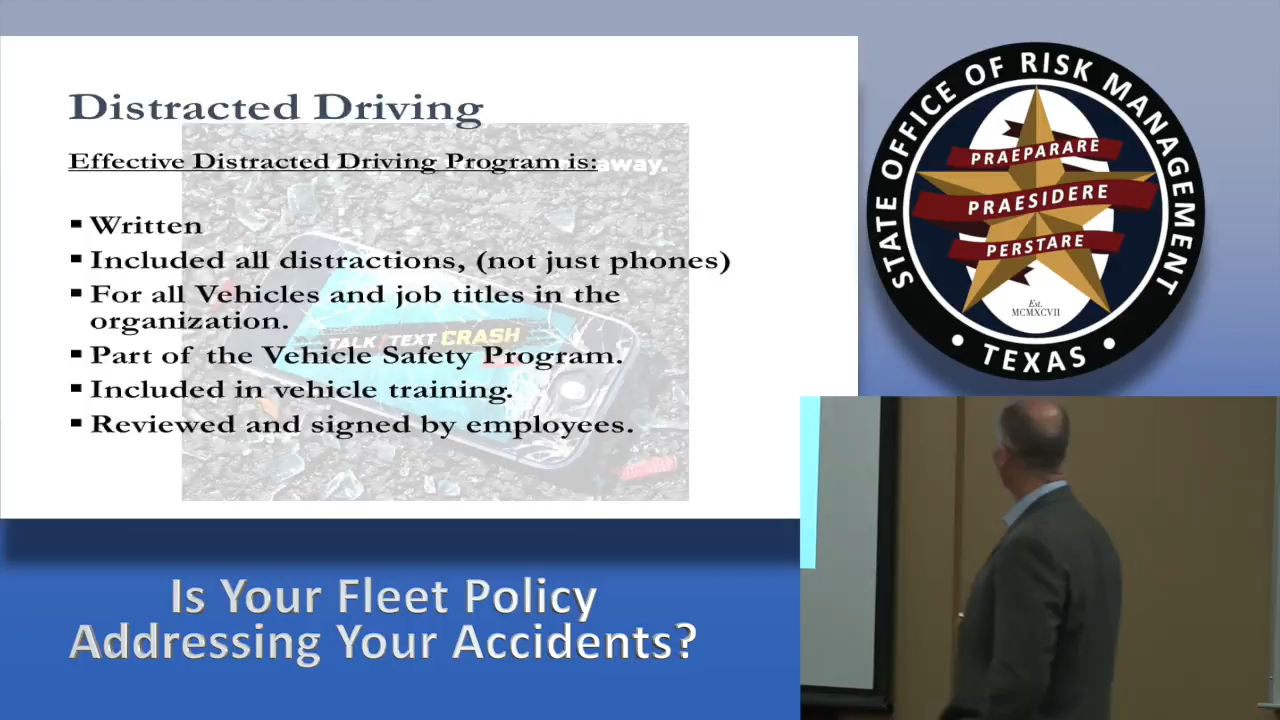 Distracted Driving
Effective Distracted Driving Program is:
away.
▪ Written
▪ Included all distractions, (not just phones)
▪ For all Vehicles and job titles in the
organization.
▪ Part of the Vehicle Safety Program.
▪ Included in vehicle training.
▪ Reviewed and signed by employees.
TALK TEXT CRASH
STATE OFFICE OF RISK MANAGEMENT
PRAEPARARE
PRAESIDERE
PERSTARE
Est.
MCMXCVII
• TEXAS •
Is Your Fleet Policy
Addressing Your Accidents?